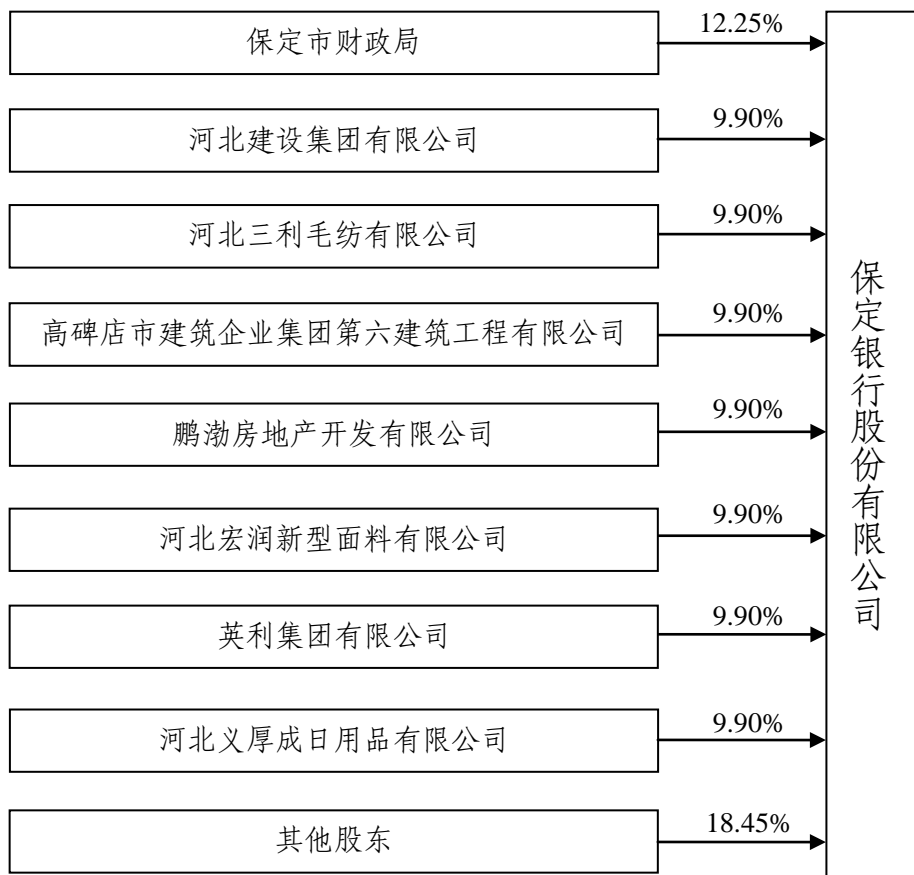 保定市财政局
12.25%
河北建设集团有限公司
9.90%
河北三利毛纺有限公司
9.90%
高碑店市建筑企业集团第六建筑工程有限公司
9.90%
鹏渤房地产开发有限公司
9.90%
河北宏润新型面料有限公司
9.90%
英利集团有限公司
9.90%
河北义厚成日用品有限公司
9.90%
其他股东
18.45%
保定银行股份有限公司